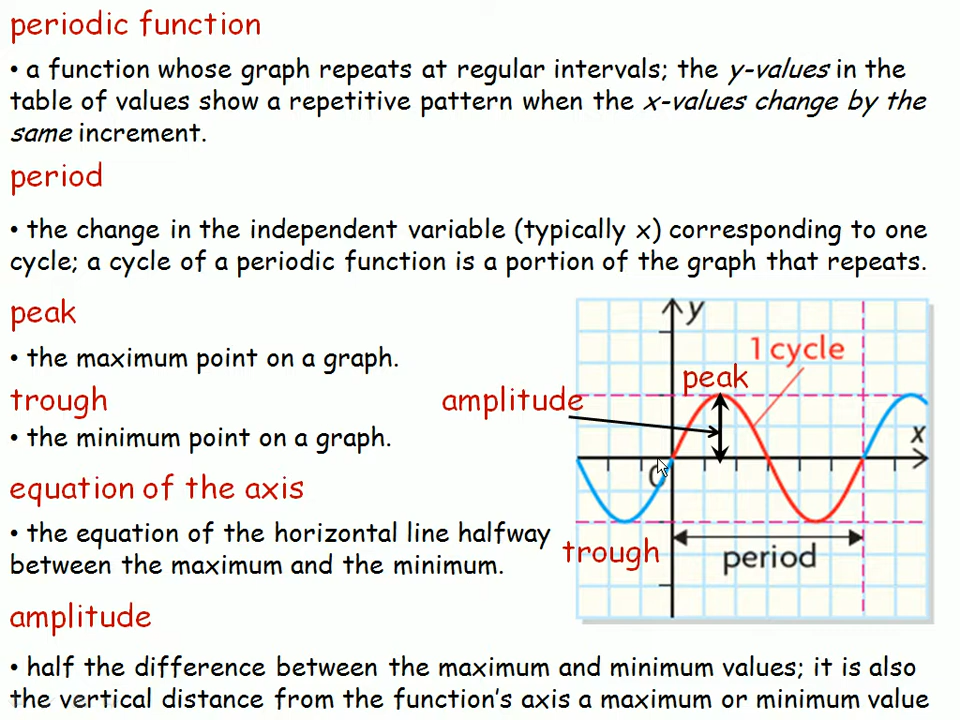 periodic function
• a function whose graph repeats at regular intervals; the y-values in the
table of values show a repetitive pattern when the x-values change by the
same increment.
period
• the change in the independent variable (typically x) corresponding to one
cycle; a cycle of a periodic function is a portion of the graph that repeats.
peak
• the maximum point on a graph.
trough
• the minimum point on a graph.
equation of the axis
• the equation of the horizontal line halfway
between the maximum and the minimum.
y
1 cycle
peak
amplitude
x
0
trough
period
amplitude
• half the difference between the maximum and minimum values; it is also
the vertical distance from the function's axis a maximum or minimum value